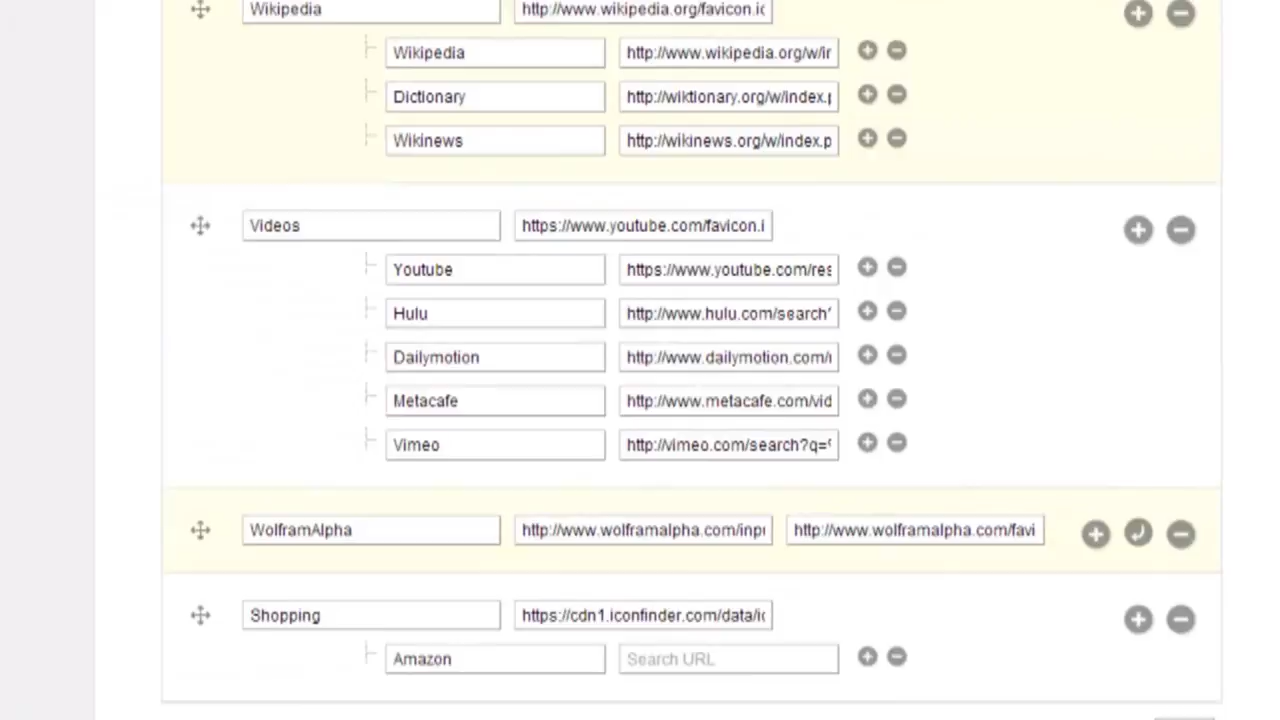 Wikipedia http://www.wikipedia.org/favicon.ic
Wikipedia http://www.wikipedia.org/w/ir
Dictionary http://wiktionary.org/w/index.p
Wikinews http://wikinews.org/w/index.p
Videos https://www.youtube.com/favicon.i
Youtube https://www.youtube.com/res
Hulu http://www.hulu.com/search?
Dailymotion http://www.dailymotion.com/r
Metacafe http://www.metacafe.com/vid
Vimeo http://vimeo.com/search?q=%
WolframAlpha http://www.wolframalpha.com/inpu http://www.wolframalpha.com/favi
Shopping https://cdn1.iconfinder.com/data/ic
Amazon Search URL